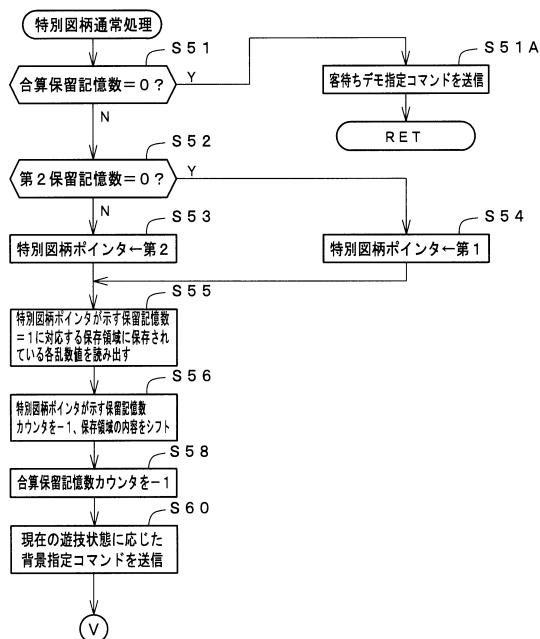 特別図柄通常処理
S51
合算保留記憶数＝0？
Y
N
S51A
客待ちデモ指定コマンドを送信
RET
S52
第2保留記憶数＝0？
Y
N
S53
特別図柄ポインタ←第2
S54
特別図柄ポインタ←第1
S55
特別図柄ポインタが示す保留記憶数
＝1に対応する保存領域に保存され
ている各乱数値を読み出す
S56
特別図柄ポインタが示す保留記憶数
カウンタを−1、保存領域の内容をシフト
S58
合算保留記憶数カウンタを−1
S60
現在の遊技状態に応じた
背景指定コマンドを送信
V